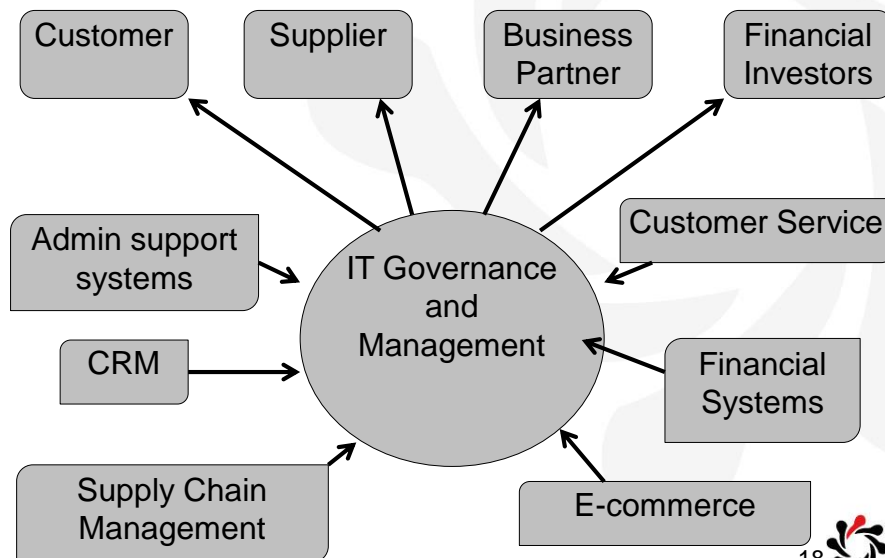 Customer
Supplier
Business
Partner
Financial
Investors
Admin support
systems
Customer Service
IT Governance
and
Management
CRM
Financial
Systems
Supply Chain
Management
E-commerce
18